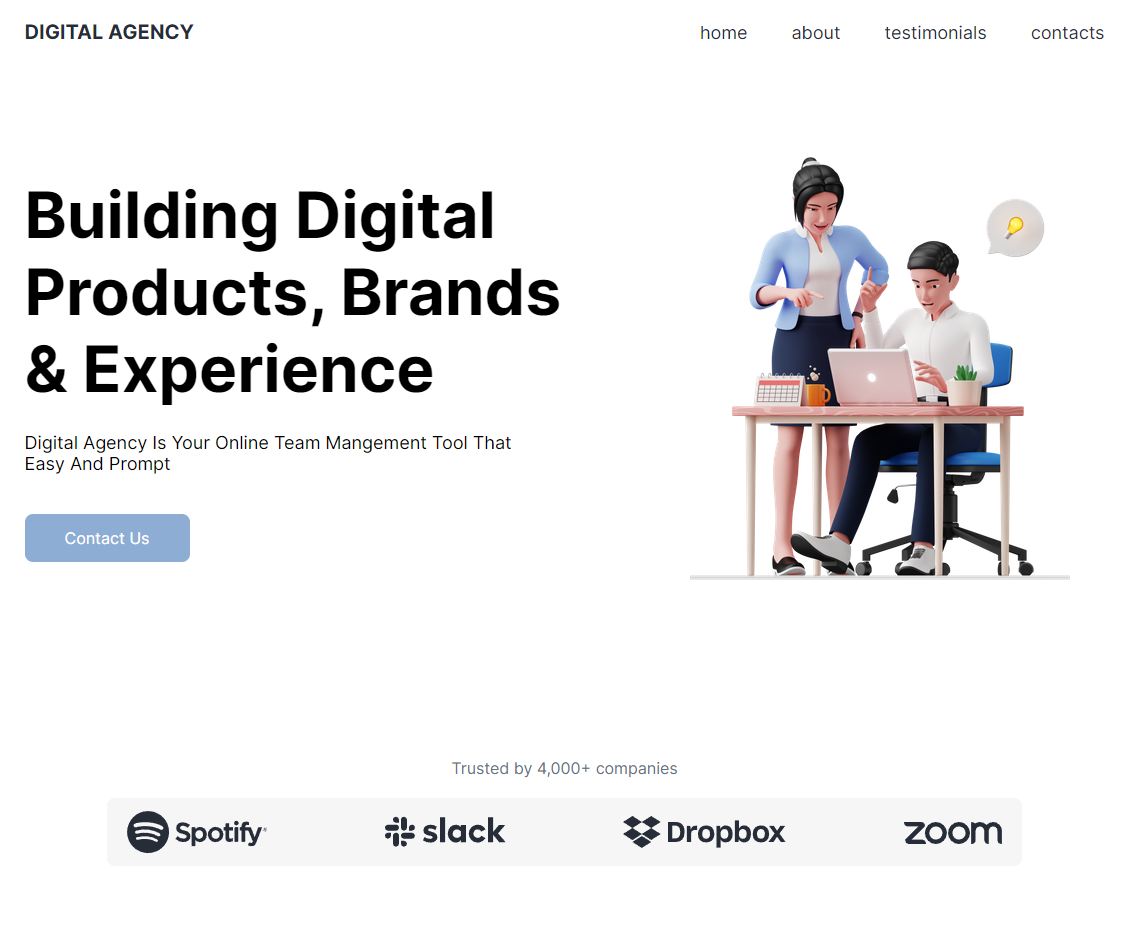 DIGITAL AGENCY
home about testimonials contacts
Building Digital
Products, Brands
& Experience
Digital Agency Is Your Online Team Mangement Tool That
Easy And Prompt
Contact Us
Trusted by 4,000+ companies
Spotify slack Dropbox zoom